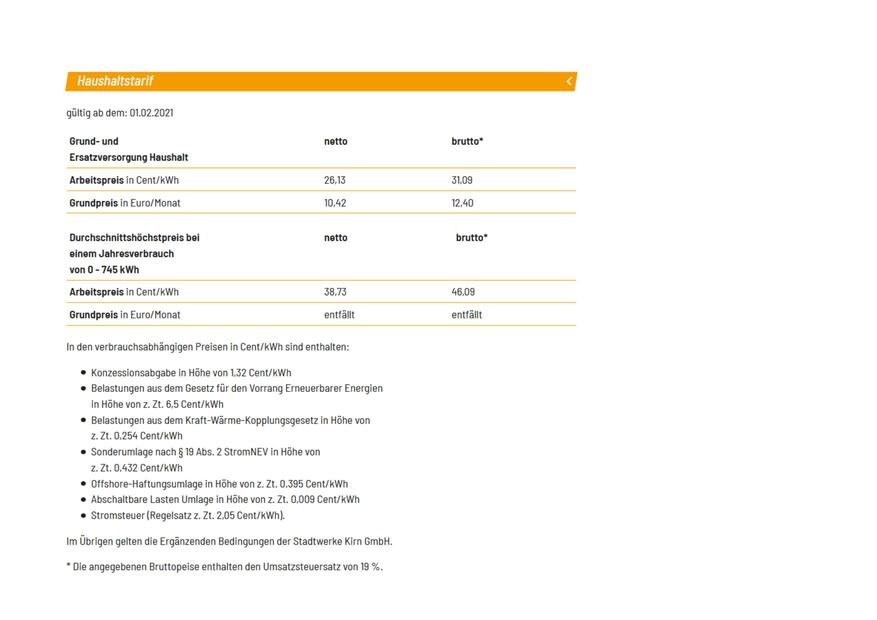 Haushaltstarif
gültig ab dem: 01.02.2021
Grund- und netto brutto*
Ersatzversorgung Haushalt
Arbeitspreis in Cent/kWh 26,13 31,09
Grundpreis in Euro/Monat 10,42 12,40
Durchschnittshöchstpreis bei netto brutto*
einem Jahresverbrauch
von 0 - 745 kWh
Arbeitspreis in Cent/kWh 38,73 46,09
Grundpreis in Euro/Monat entfällt entfällt
In den verbrauchsabhängigen Preisen in Cent/kWh sind enthalten:
● Konzessionsabgabe in Höhe von 1,32 Cent/kWh
● Belastungen aus dem Gesetz für den Vorrang Erneuerbarer Energien
in Höhe von z. Zt. 6,5 Cent/kWh
● Belastungen aus dem Kraft-Wärme-Kopplungsgesetz in Höhe von
z. Zt. 0,254 Cent/kWh
● Sonderumlage nach § 19 Abs. 2 StromNEV in Höhe von
z. Zt. 0,432 Cent/kWh
● Offshore-Haftungsumlage in Höhe von z. Zt. 0,395 Cent/kWh
● Abschaltbare Lasten Umlage in Höhe von z. Zt. 0,009 Cent/kWh
● Stromsteuer (Regelsatz z. Zt. 2,05 Cent/kWh).
Im Übrigen gelten die Ergänzenden Bedingungen der Stadtwerke Kirn GmbH.
* Die angegebenen Bruttopeise enthalten den Umsatzsteuersatz von 19 %.